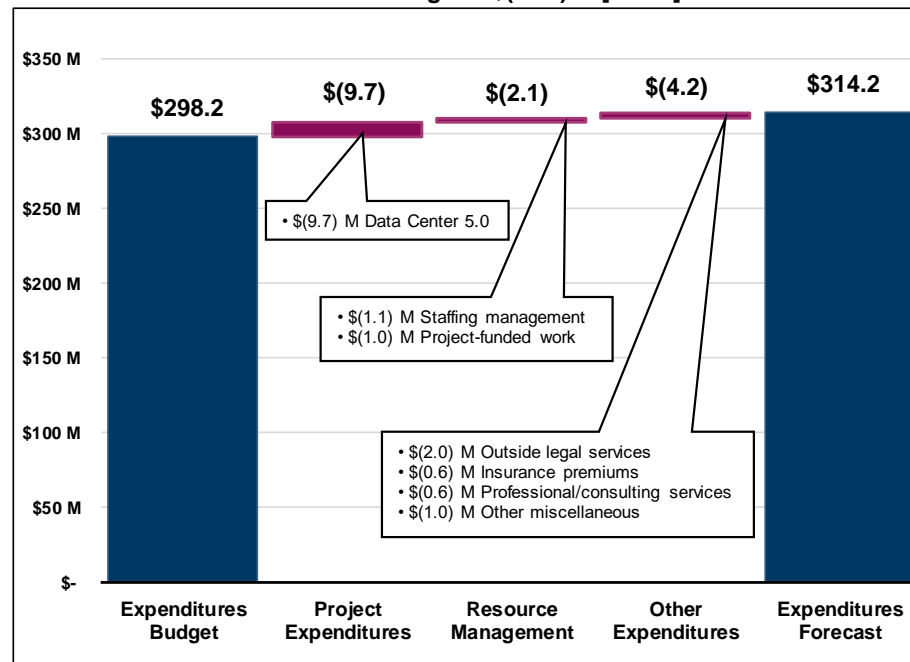 $350 M
$300 M
$250 M
$200 M
$150 M
$100 M
$50 M
$-
$298.2
$(9.7)
$(2.1)
$(4.2)
$314.2
• $(9.7) M Data Center 5.0
• $(1.1) M Staffing management
• $(1.0) M Project-funded work
• $(2.0) M Outside legal services
• $(0.6) M Insurance premiums
• $(0.6) M Professional/consulting services
• $(1.0) M Other miscellaneous
Expenditures Budget
Project Expenditures
Resource Management
Other Expenditures
Expenditures Forecast